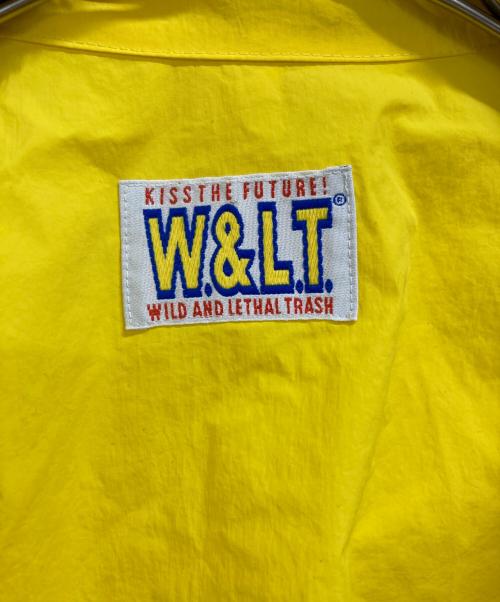 KISS THE FUTURE!
W.&L.T.
WILD AND LETHAL TRASH